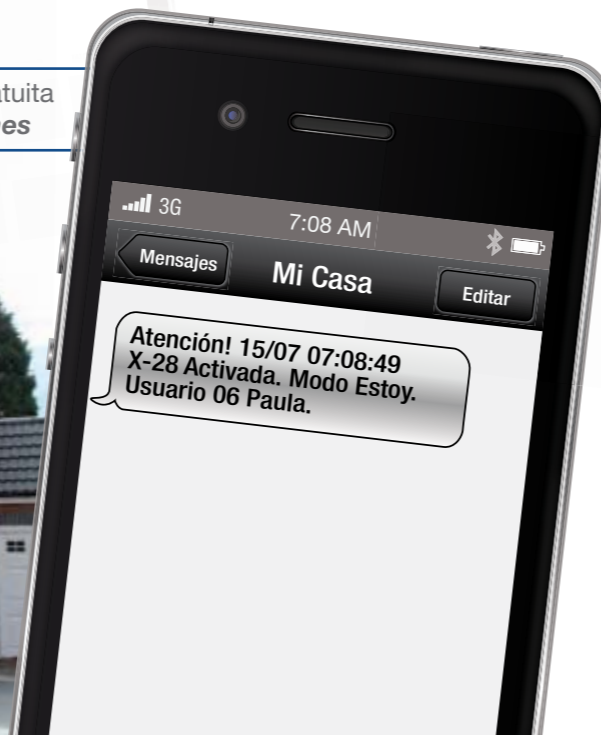 3G
7:08 AM
Mensajes
Mi Casa
Editar
Atención! 15/07 07:08:49
X-28 Activada. Modo Estoy.
Usuario 06 Paula.